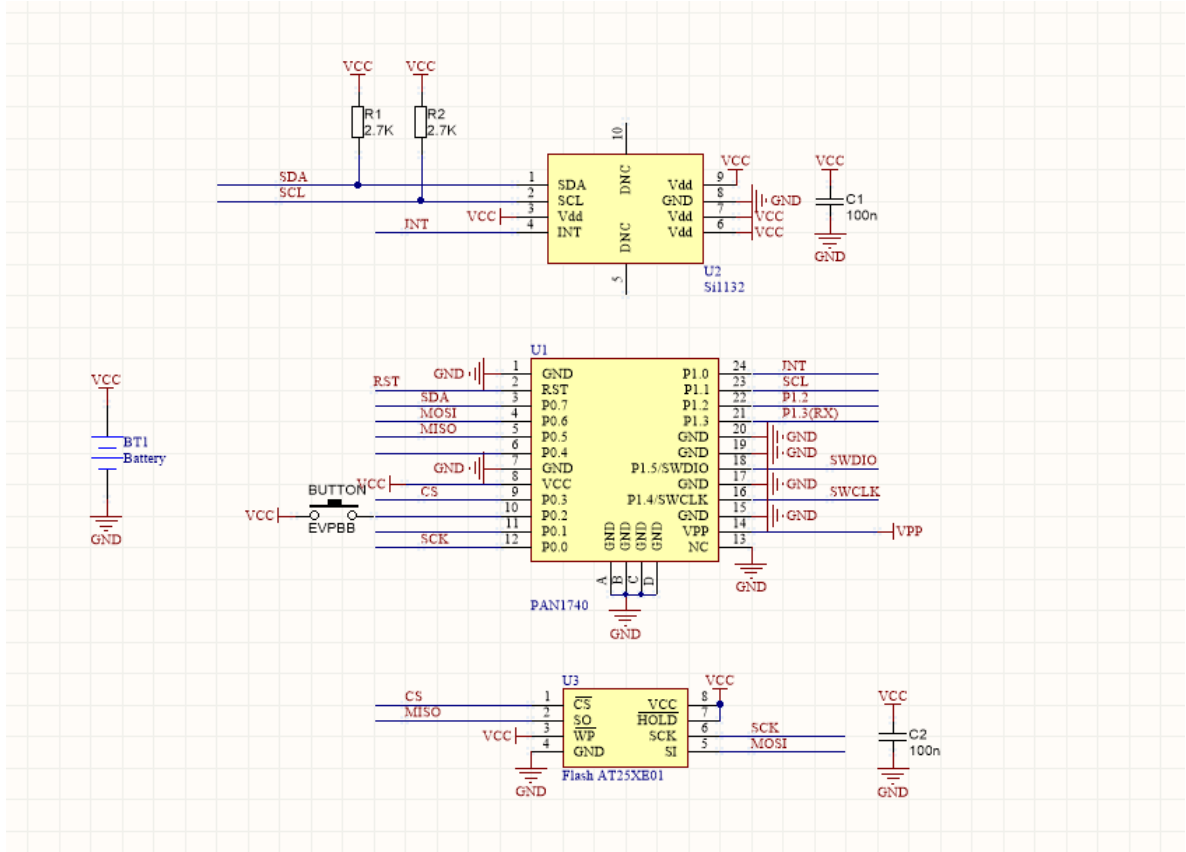 VCC VCC
R1 R2
2.7K 2.7K
10
SDA 1 SDA DNC Vdd 9 VCC VCC
SCL 2 SCL GND 8 GND C1
VCC 3 Vdd Vdd 7 VCC 100n
INT 4 INT DNC Vdd 6 VCC
GND
5
U2
Si1132
U1
GND 1 GND P1.0 24 INT
RST 2 RST P1.1 23 SCL
SDA 3 P0.7 P1.2 22 P1.2
MOSI 4 P0.6 P1.3 21 P1.3(RX)
MISO 5 P0.5 GND 20 GND
6 P0.4 GND 19 GND
GND 7 GND P1.5/SWDIO 18 SWDIO
VCC 8 VCC GND 17 GND
CS 9 P0.3 P1.4/SWCLK 16 SWCLK
10 P0.2 GND 15 GND
11 P0.1 VPP 14 VPP
SCK 12 P0.0 NC 13
GND GND GND GND
GND
A B C D
PAN1740
GND
VCC
BT1
Battery
GND
BUTTON
VCC
EVPBB
U3
VCC VCC
CS 1 CS VCC 8
MISO 2 SO HOLD 7
VCC 3 WP SCK 6 SCK C2
4 GND SI 5 MOSI 100n
Flash AT25XE01
GND GND